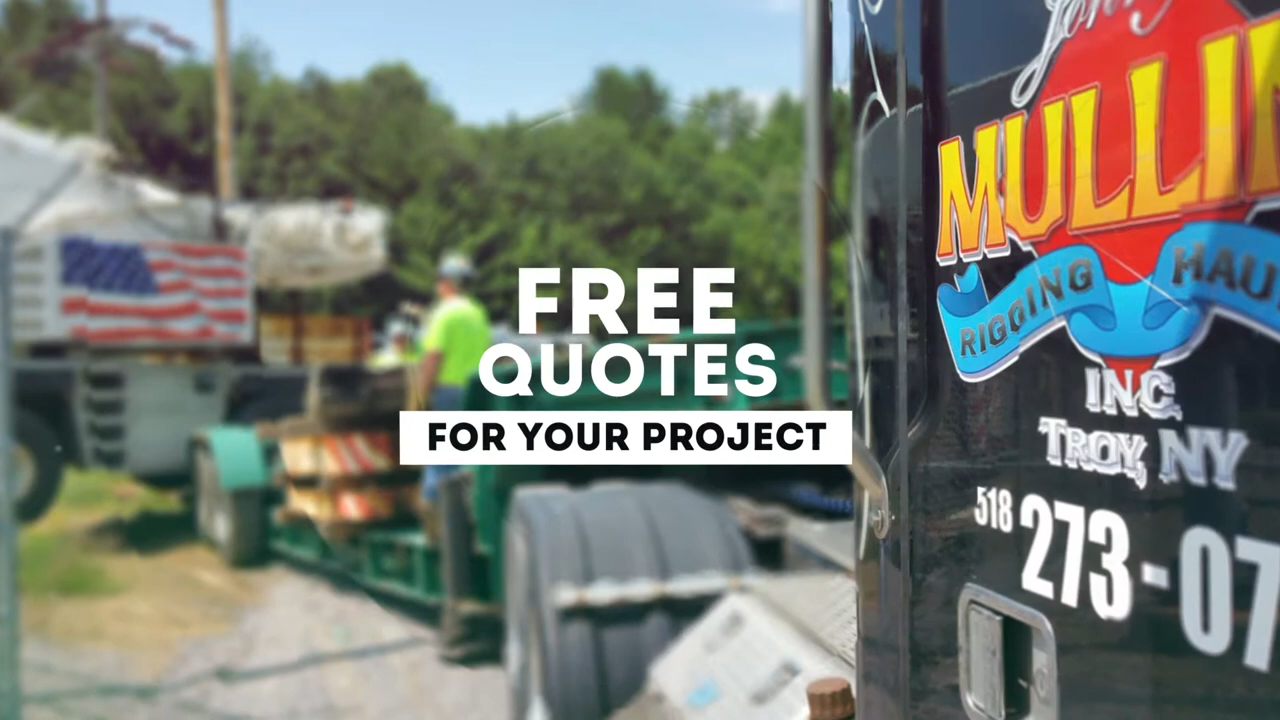 FREE
QUOTES
FOR YOUR PROJECT
RIGGING
INC.
TROY, NY
518 273-07